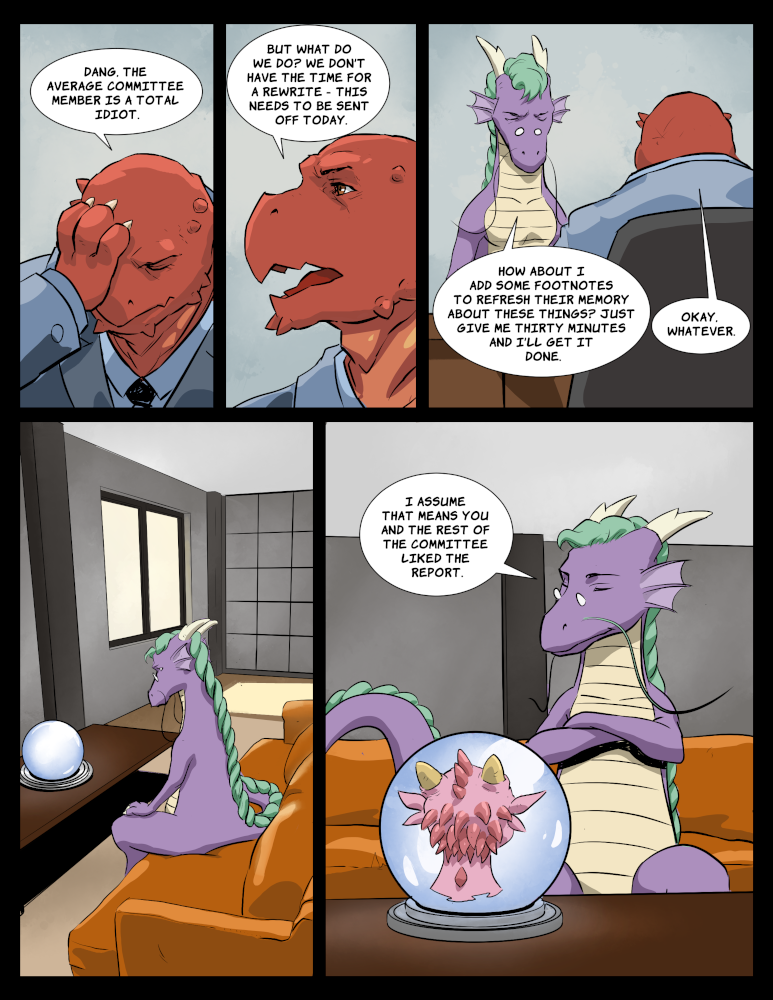 DANG. THE
AVERAGE COMMITTEE
MEMBER IS A TOTAL
IDIOT.
BUT WHAT DO
WE DO? WE DON'T
HAVE THE TIME FOR
A REWRITE - THIS
NEEDS TO BE SENT
OFF TODAY.
HOW ABOUT I
ADD SOME FOOTNOTES
TO REFRESH THEIR MEMORY
ABOUT THESE THINGS? JUST
GIVE ME THIRTY MINUTES
AND I'LL GET IT
DONE.
OKAY.
WHATEVER.
I ASSUME
THAT MEANS YOU
AND THE REST OF
THE COMMITTEE
LIKED THE
REPORT.